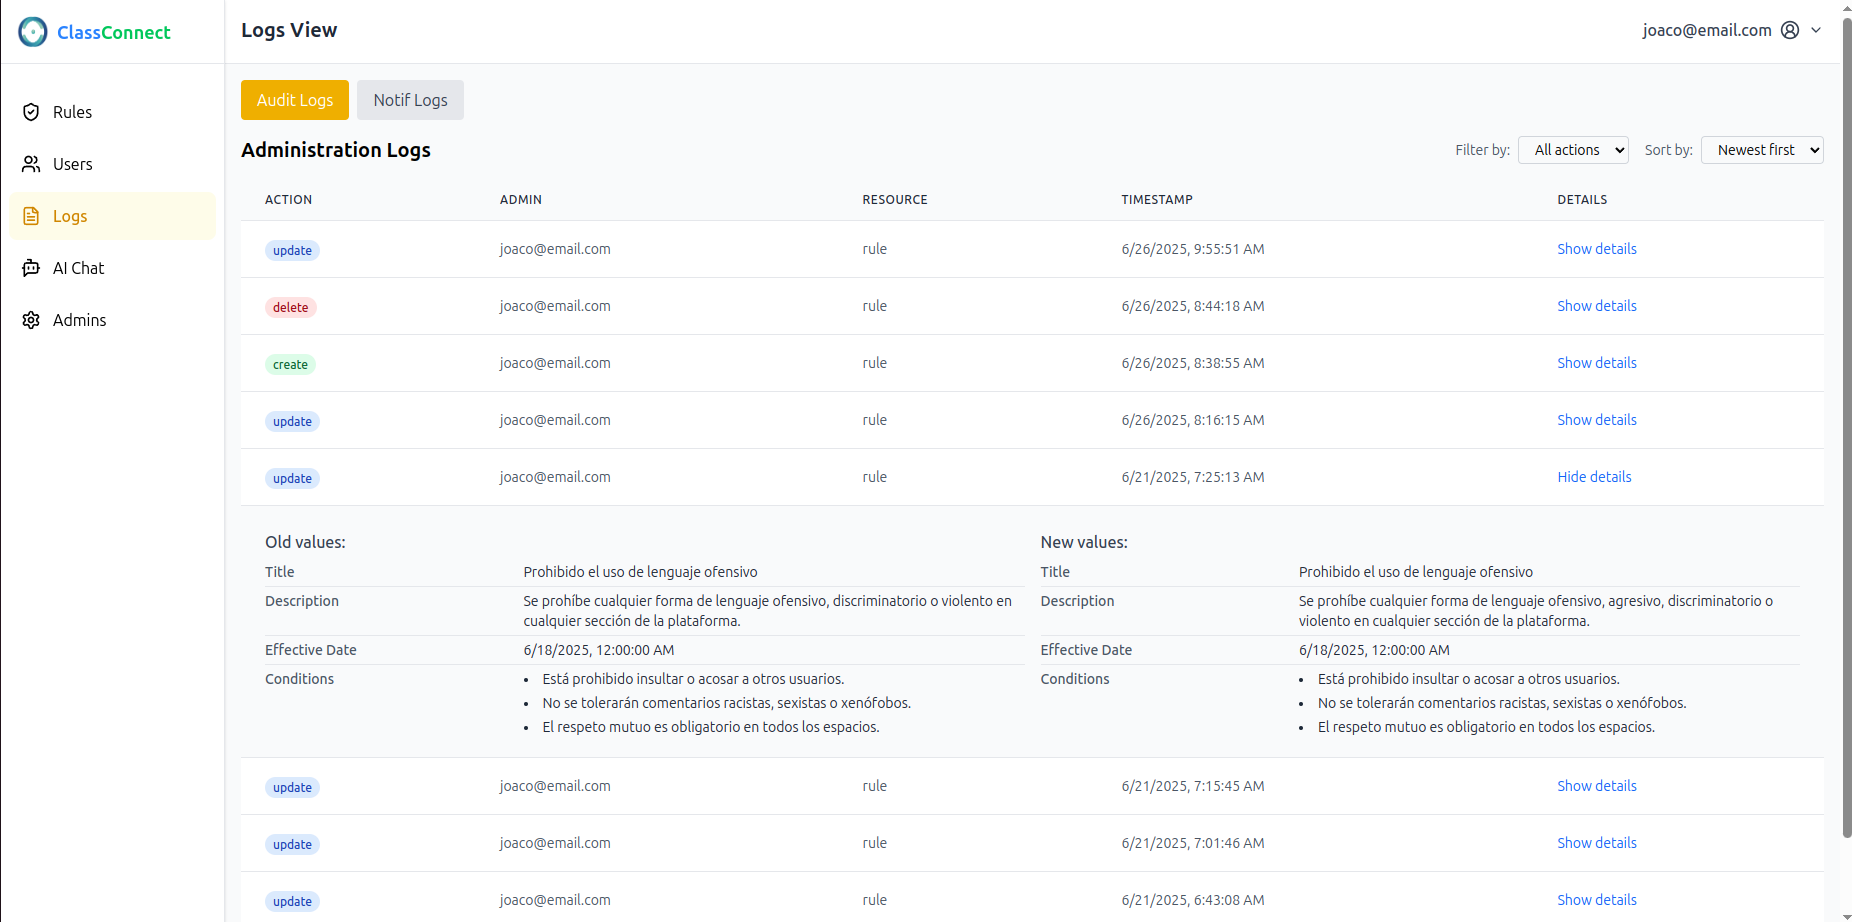 ClassConnect
Logs View
joaco@email.com
Rules
Users
Logs
AI Chat
Admins
Audit Logs
Notif Logs
Administration Logs
Filter by: All actions Sort by: Newest first
ACTION ADMIN RESOURCE TIMESTAMP DETAILS
update joaco@email.com rule 6/26/2025, 9:55:51 AM Show details
delete joaco@email.com rule 6/26/2025, 8:44:18 AM Show details
create joaco@email.com rule 6/26/2025, 8:38:55 AM Show details
update joaco@email.com rule 6/26/2025, 8:16:15 AM Show details
update joaco@email.com rule 6/21/2025, 7:25:13 AM Hide details
Old values:
Title Prohibido el uso de lenguaje ofensivo
Description Se prohíbe cualquier forma de lenguaje ofensivo, discriminatorio o violento en
cualquier sección de la plataforma.
Effective Date 6/18/2025, 12:00:00 AM
Conditions • Está prohibido insultar o acosar a otros usuarios.
• No se tolerarán comentarios racistas, sexistas o xenófobos.
• El respeto mutuo es obligatorio en todos los espacios.
New values:
Title Prohibido el uso de lenguaje ofensivo
Description Se prohíbe cualquier forma de lenguaje ofensivo, agresivo, discriminatorio o
violento en cualquier sección de la plataforma.
Effective Date 6/18/2025, 12:00:00 AM
Conditions • Está prohibido insultar o acosar a otros usuarios.
• No se tolerarán comentarios racistas, sexistas o xenófobos.
• El respeto mutuo es obligatorio en todos los espacios.
update joaco@email.com rule 6/21/2025, 7:15:45 AM Show details
update joaco@email.com rule 6/21/2025, 7:01:46 AM Show details
update joaco@email.com rule 6/21/2025, 6:43:08 AM Show details